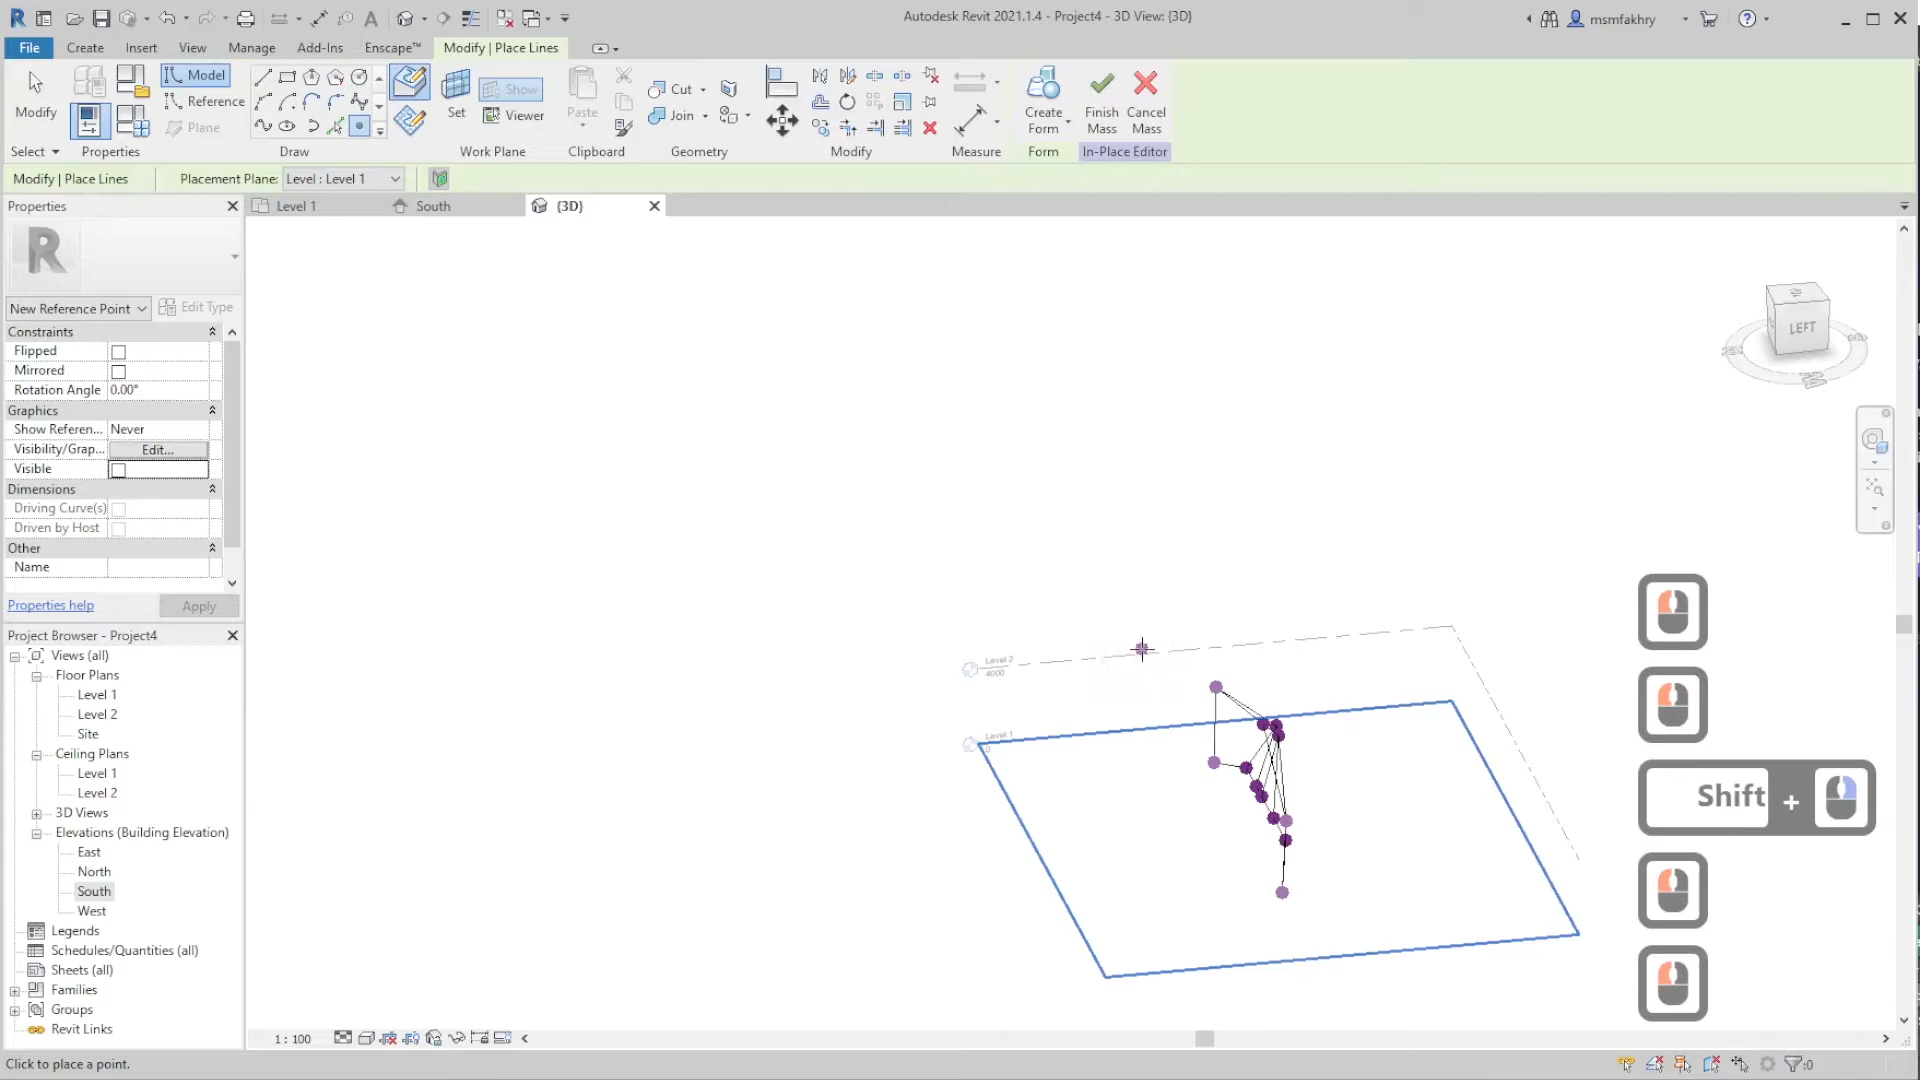 Autodesk Revit 2021.1.4 - Project4 - 3D View: {3D}
msmfakhry
File Create Insert View Manage Add-Ins Enscape™ Modify | Place Lines
Modify
Model
Reference
Plane
Set
Show
Viewer
Paste
Cut
Join
Create Form
Finish Mass
Cancel Mass
Select Properties Draw Work Plane Clipboard Geometry Modify Measure Form In-Place Editor
Modify | Place Lines Placement Plane: Level : Level 1
Properties
Level 1 South {3D}
R
New Reference Point Edit Type
Constraints
Flipped
Mirrored
Rotation Angle 0.00°
Graphics
Show Referen... Never
Visibility/Grap... Edit...
Visible
Dimensions
Driving Curve(s)
Driven by Host
Other
Name
Properties help Apply
Project Browser - Project4
Views (all)
Floor Plans
Level 1
Level 2
Site
Ceiling Plans
Level 1
Level 2
3D Views
Elevations (Building Elevation)
East
North
South
West
Legends
Schedules/Quantities (all)
Sheets (all)
Families
Groups
Revit Links
LEFT
Level 2
4000
Level 1
0
Shift +
1 : 100
Click to place a point.
:0